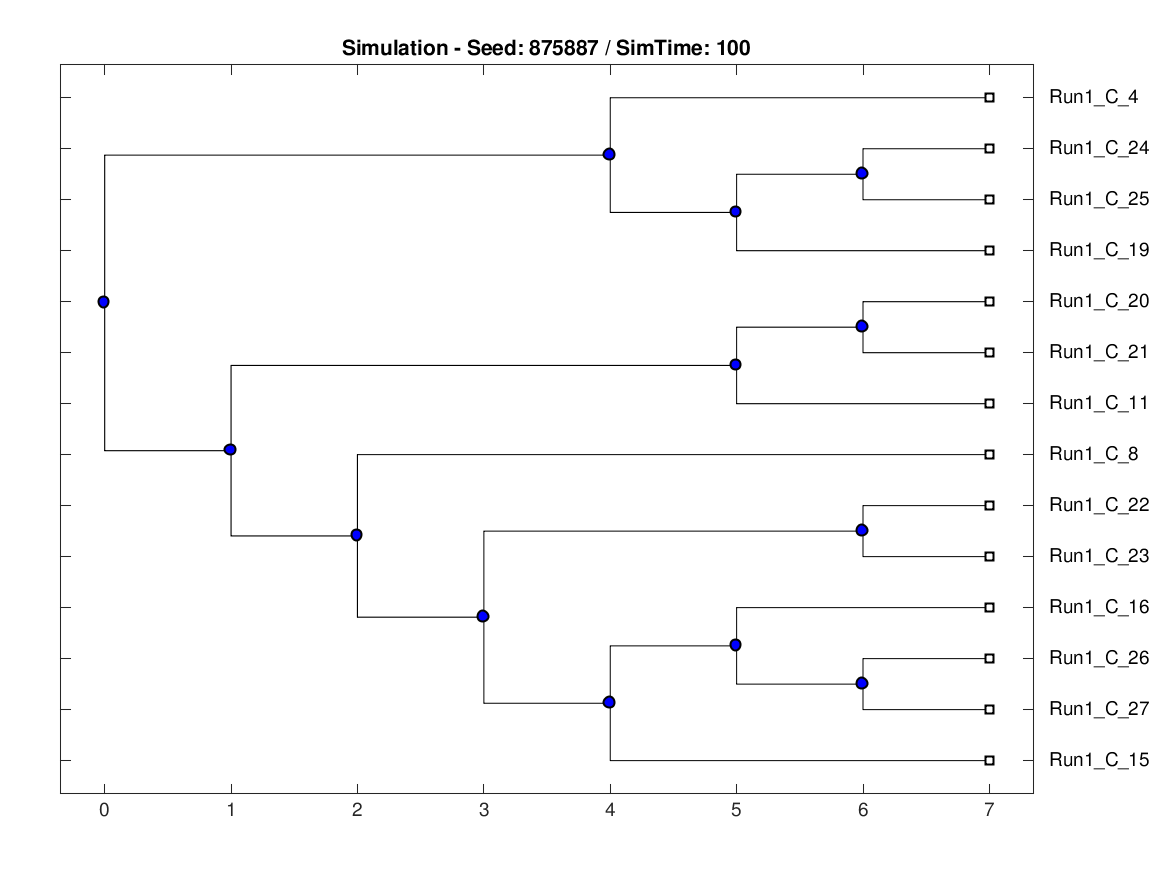 Simulation - Seed: 875887 / SimTime: 100
Run1_C_4
Run1_C_24
Run1_C_25
Run1_C_19
Run1_C_20
Run1_C_21
Run1_C_11
Run1_C_8
Run1_C_22
Run1_C_23
Run1_C_16
Run1_C_26
Run1_C_27
Run1_C_15
0 1 2 3 4 5 6 7